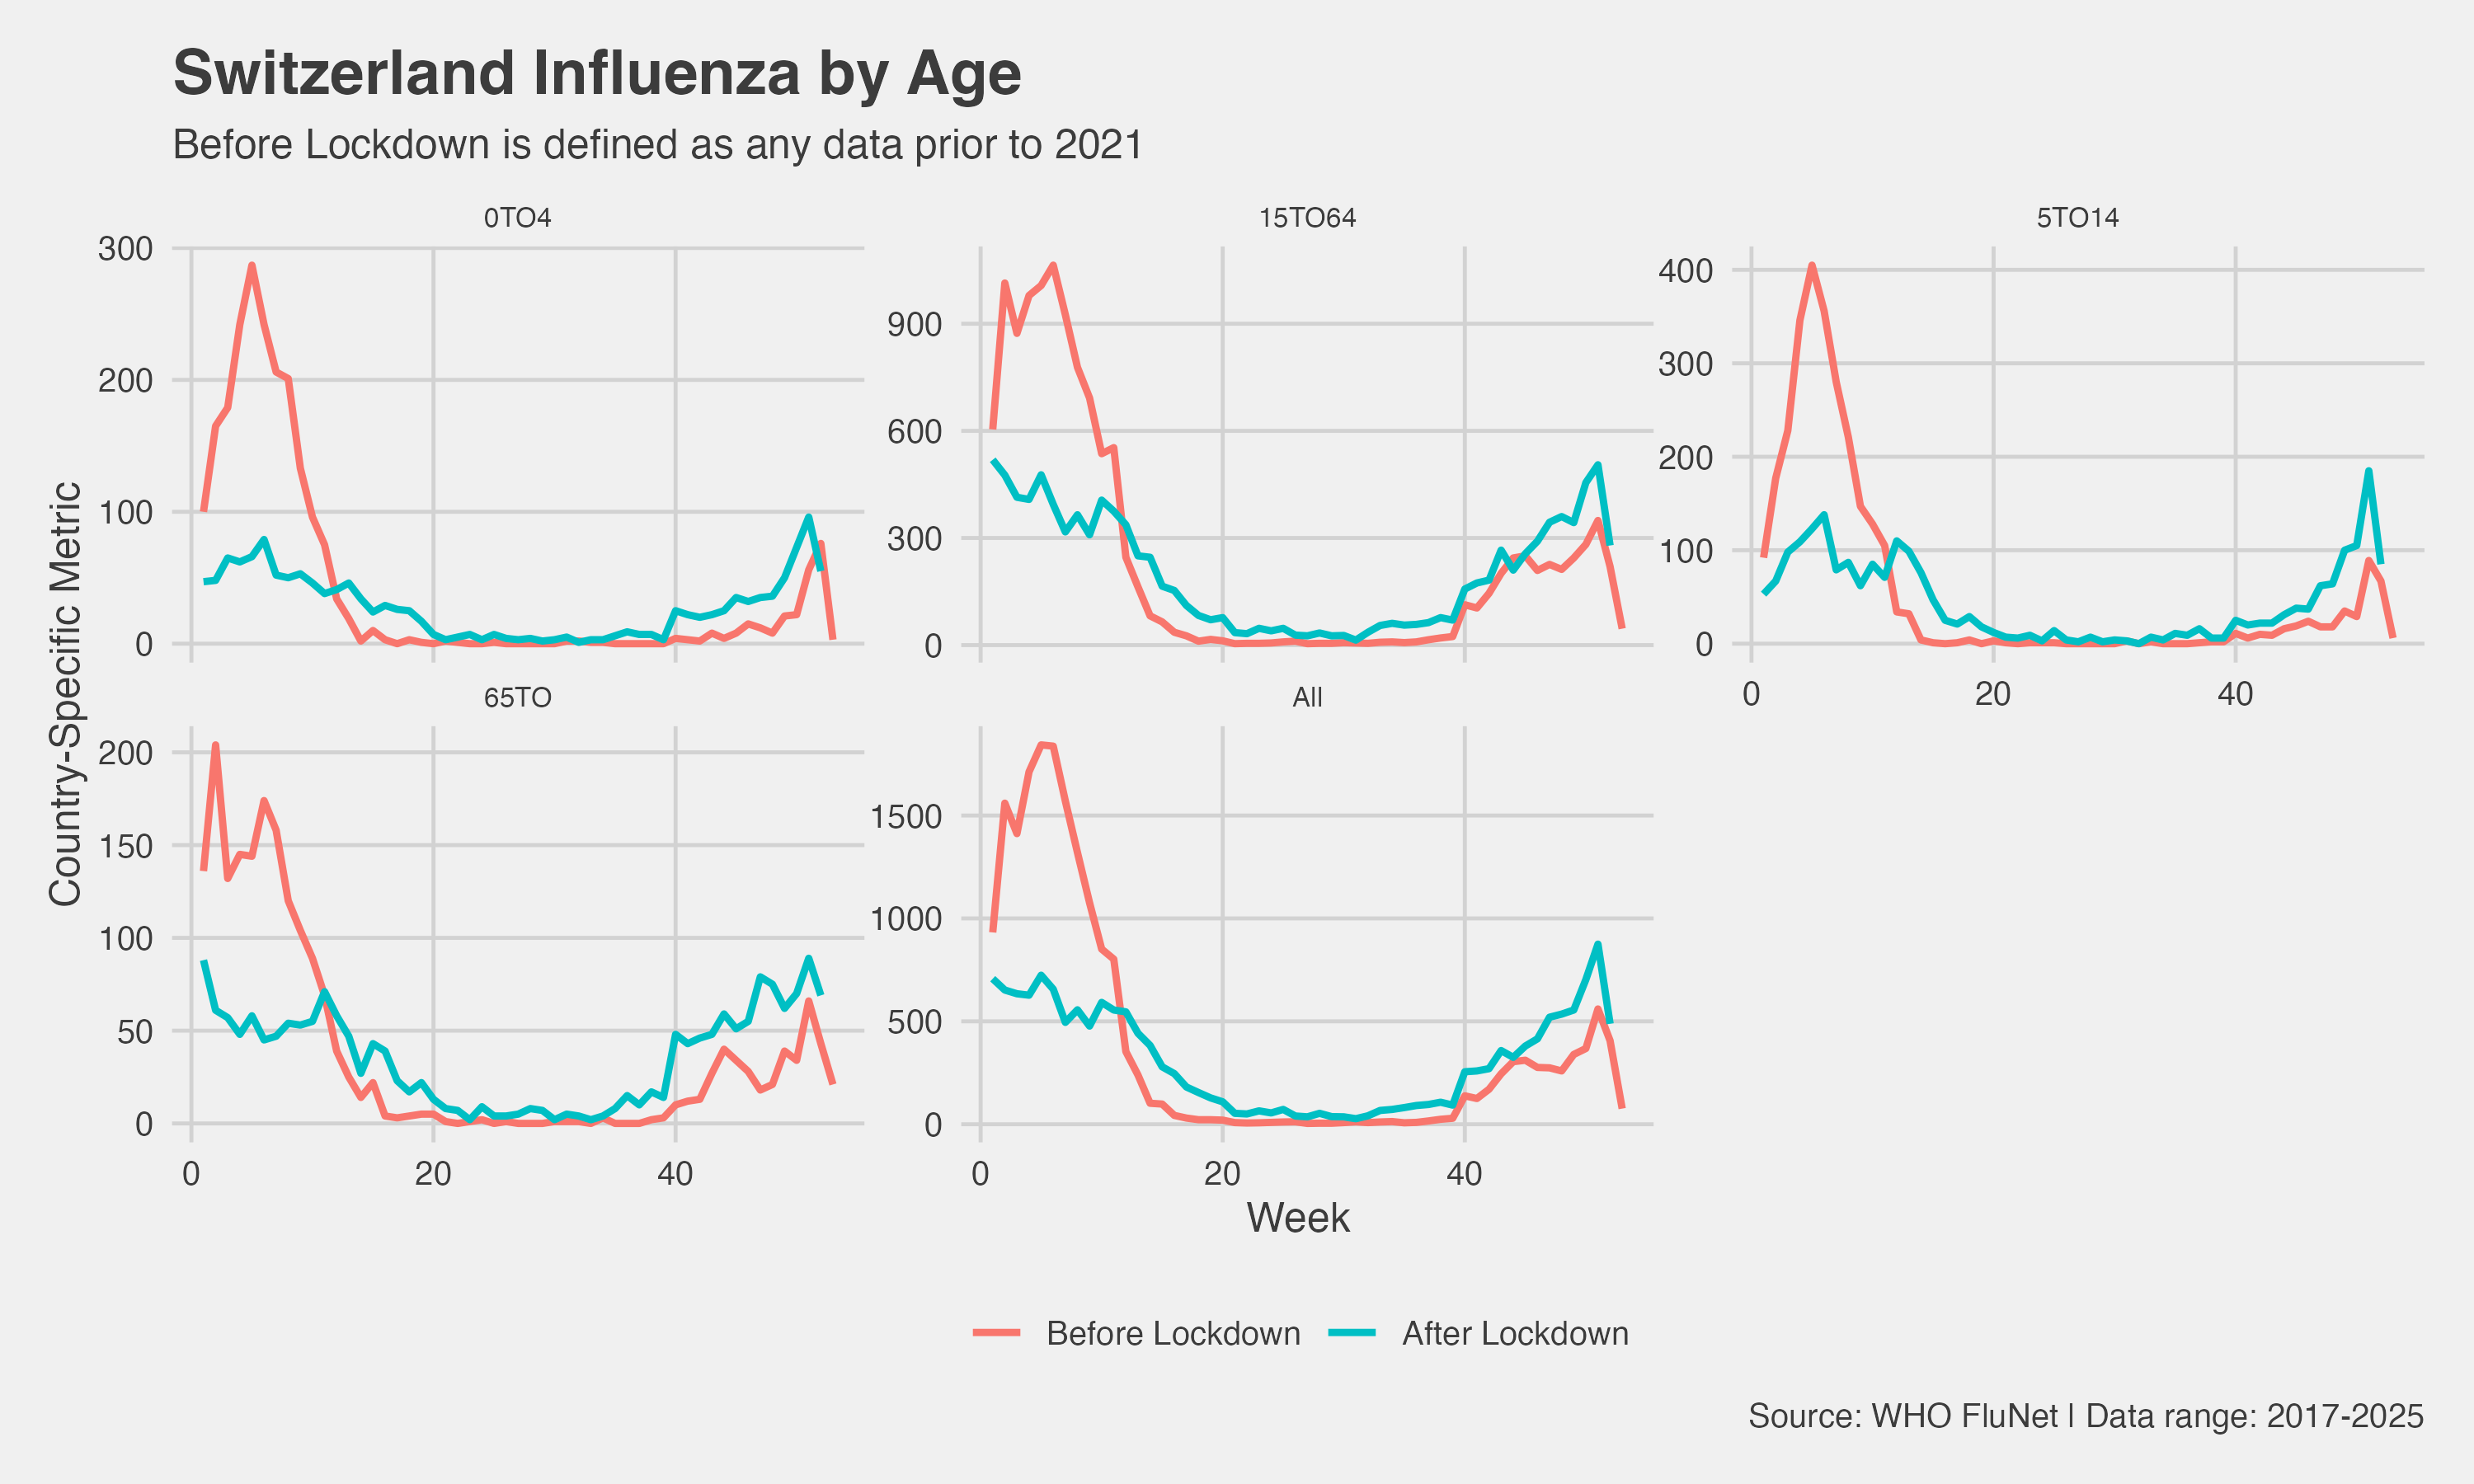 Switzerland Influenza by Age
Before Lockdown is defined as any data prior to 2021
Country-Specific Metric
0TO4
300
200
100
0
15TO64
900
600
300
0
5TO14
400
300
200
100
0
0 20 40
65TO
200
150
100
50
0
0 20 40
All
1500
1000
500
0
0 20 40
Week
Before Lockdown After Lockdown
Source: WHO FluNet | Data range: 2017-2025